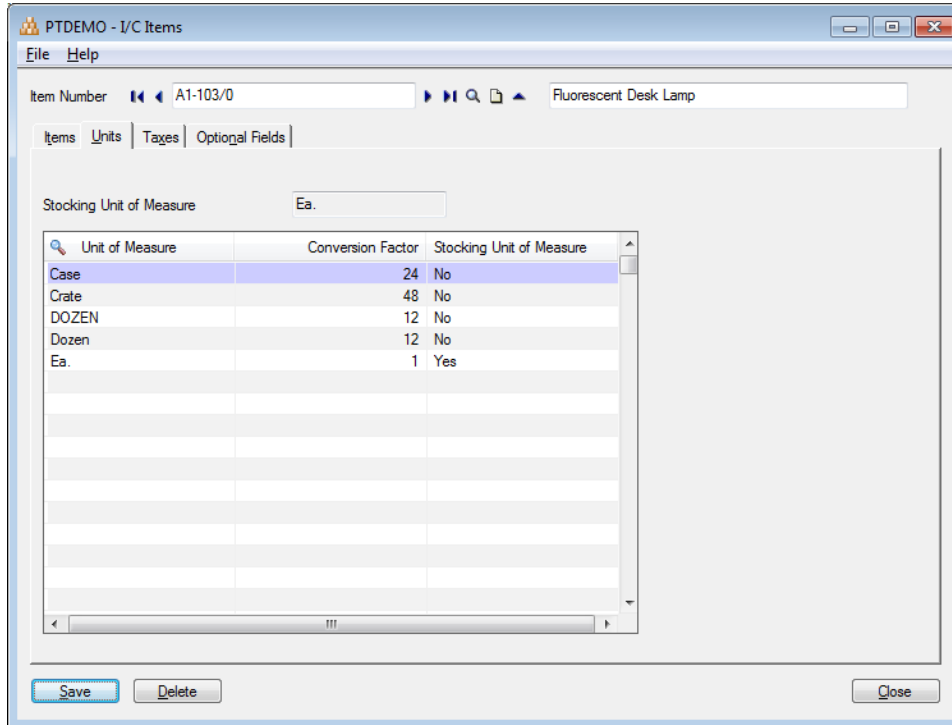 PTDEMO - I/C Items
File Help
Item Number A1-103/0 Fluorescent Desk Lamp
Items Units Taxes Optional Fields
Stocking Unit of Measure Ea.
Unit of Measure Conversion Factor Stocking Unit of Measure
Case 24 No
Crate 48 No
DOZEN 12 No
Dozen 12 No
Ea. 1 Yes
Save Delete Close